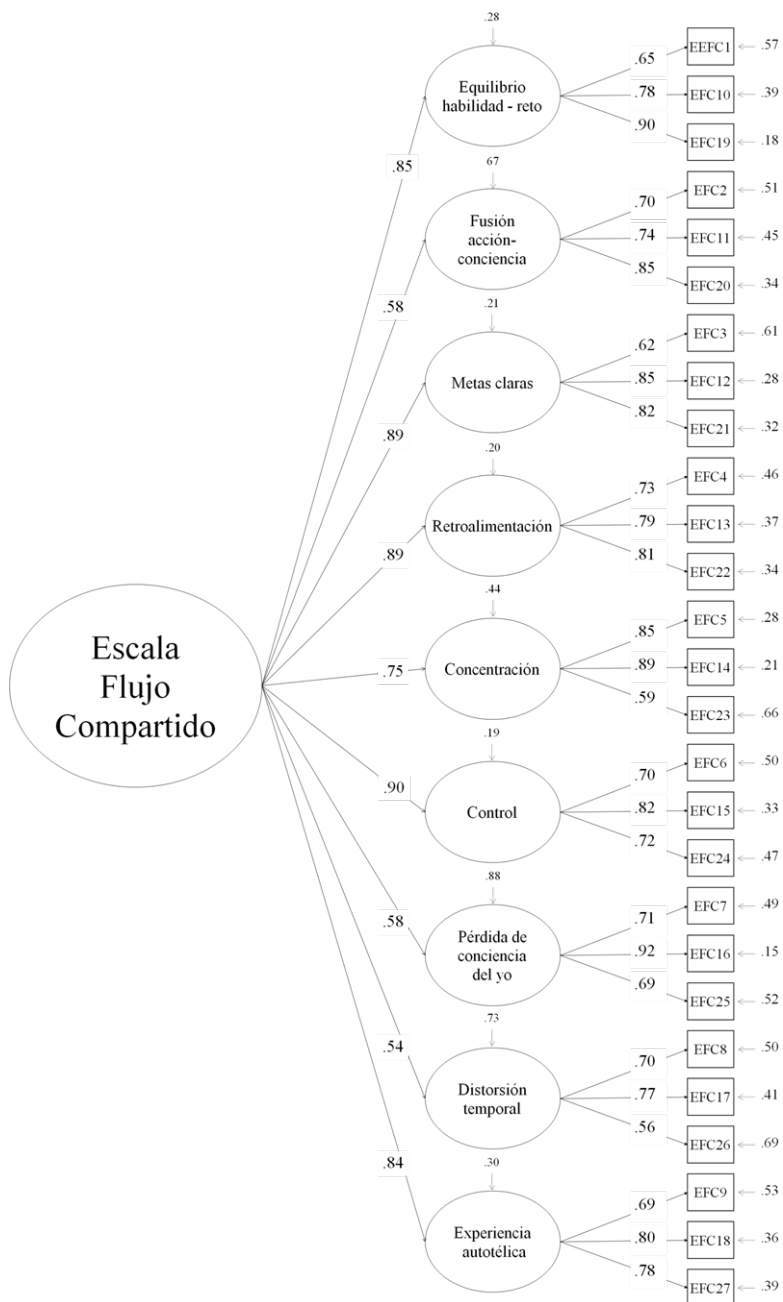 .28
Equilibrio
habilidad - reto
.65
.78
.90
EEFC1
.57
EFC10
.39
EFC19
.18
.85
67
Fusión
acción-
conciencia
.70
.74
.85
EFC2
.51
EFC11
.45
EFC20
.34
.58
.21
Metas claras
.62
.85
.82
EFC3
.61
EFC12
.28
EFC21
.32
.89
.20
Retroalimentación
.73
.79
.81
EFC4
.46
EFC13
.37
EFC22
.34
.89
.44
Concentración
.85
.89
.59
EFC5
.28
EFC14
.21
EFC23
.66
Escala
Flujo
Compartido
.75
.19
Control
.70
.82
.72
EFC6
.50
EFC15
.33
EFC24
.47
.90
.88
Pérdida de
conciencia
del yo
.71
.92
.69
EFC7
.49
EFC16
.15
EFC25
.52
.58
.73
Distorsión
temporal
.70
.77
.56
EFC8
.50
EFC17
.41
EFC26
.69
.54
.30
Experiencia
autotélica
.69
.80
.78
EFC9
.53
EFC18
.36
EFC27
.39
.84